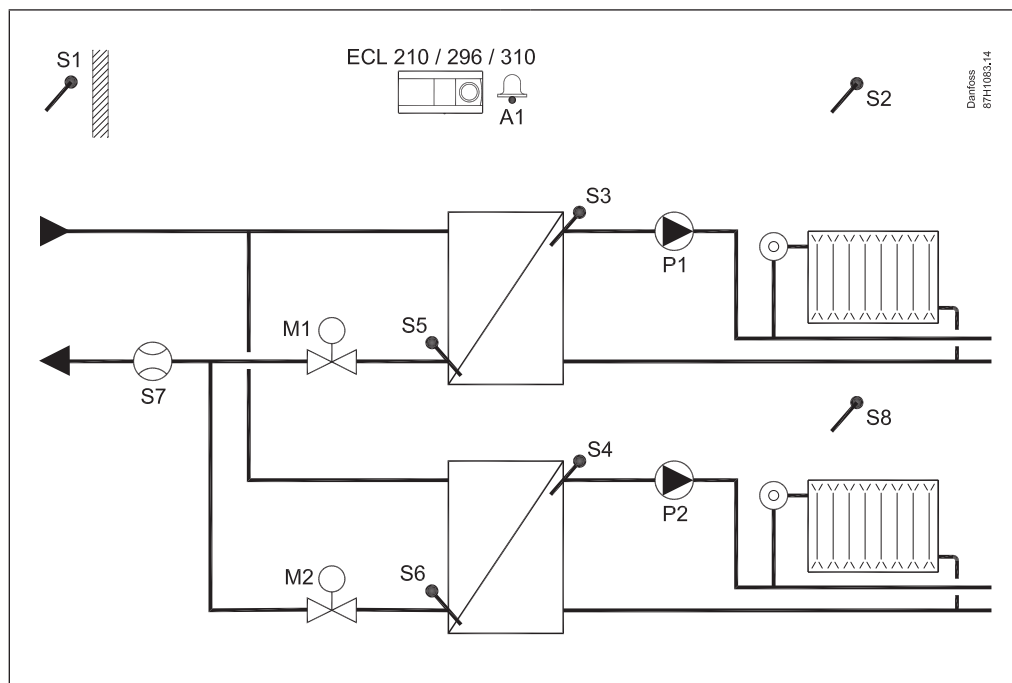 S1
ECL 210 / 296 / 310
A1
S2
Danfoss
87H1083.14
S3
P1
M1
S5
S7
S8
S4
P2
M2
S6